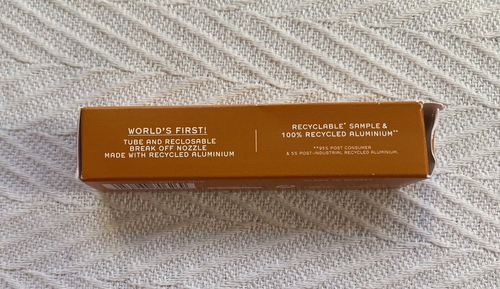 WORLD'S FIRST!
TUBE AND RECLOSABLE
BREAK OFF NOZZLE
MADE WITH RECYCLED ALUMINIUM
RECYCLABLE* SAMPLE &
100% RECYCLED ALUMINIUM**
**95% POST CONSUMER
& 5% POST-INDUSTRIAL RECYCLED ALUMINIUM.